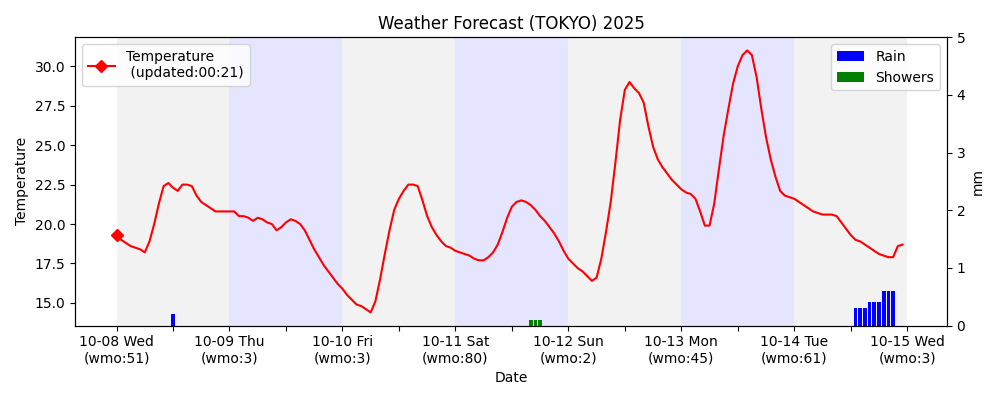 Weather Forecast (TOKYO) 2025
Temperature
(updated:00:21)
Rain
Showers
30.0
27.5
25.0
22.5
20.0
17.5
15.0
Temperature
5
4
3
2
1
0
mm
10-08 Wed
(wmo:51)
10-09 Thu
(wmo:3)
10-10 Fri
(wmo:3)
10-11 Sat
(wmo:80)
10-12 Sun
(wmo:2)
10-13 Mon
(wmo:45)
10-14 Tue
(wmo:61)
10-15 Wed
(wmo:3)
Date